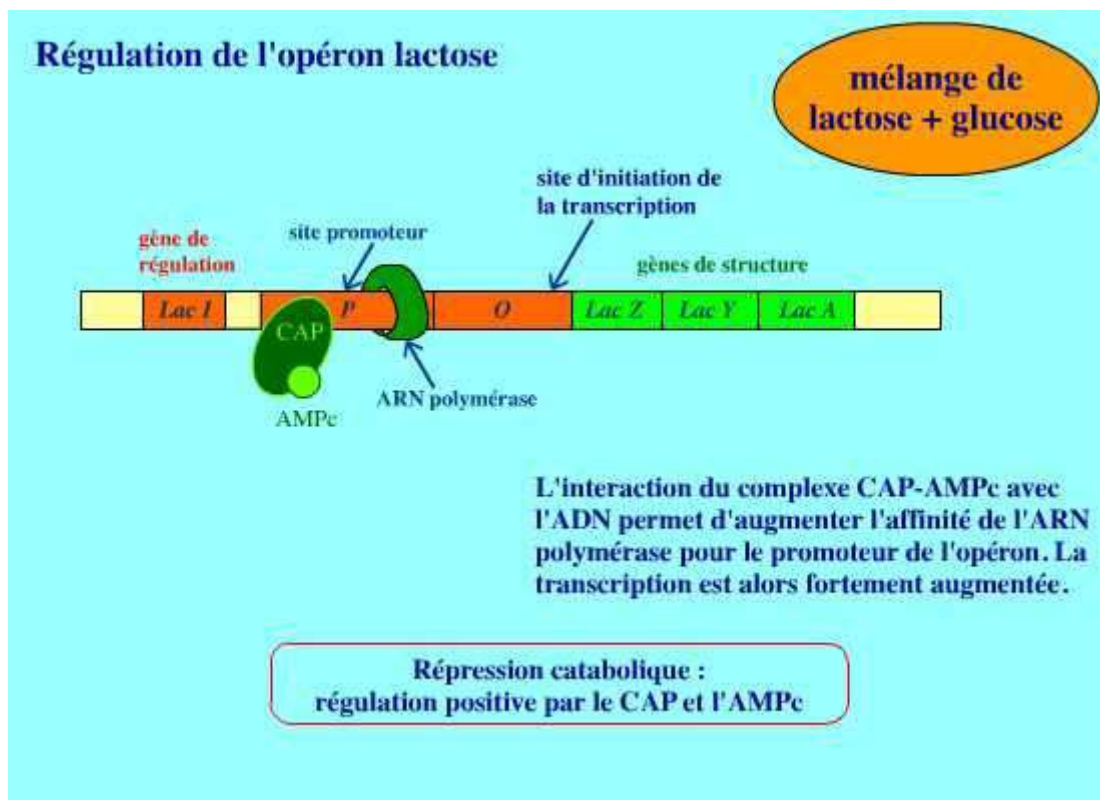 Régulation de l'opéron lactose
mélange de
lactose + glucose
site d'initiation de
la transcription
site promoteur
gène de
régulation
gènes de structure
Lac I
P
O
Lac Z
Lac Y
Lac A
CAP
AMPc
ARN polymérase
L'interaction du complexe CAP-AMPc avec
l'ADN permet d'augmenter l'affinité de l'ARN
polymérase pour le promoteur de l'opéron. La
transcription est alors fortement augmentée.
Répression catabolique :
régulation positive par le CAP et l'AMPc